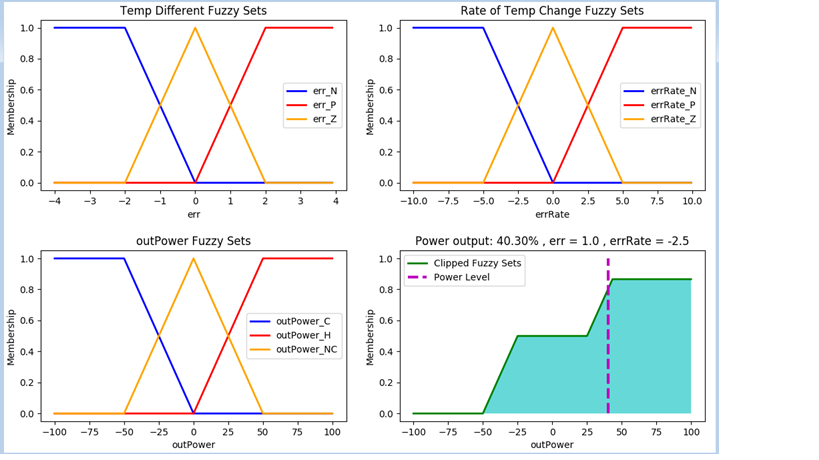 Temp Different Fuzzy Sets
1.0
0.8
0.6
0.4
0.2
0.0
Membership
err_N
err_P
err_Z
−4 −3 −2 −1 0 1 2 3 4
err
Rate of Temp Change Fuzzy Sets
1.0
0.8
0.6
0.4
0.2
0.0
Membership
errRate_N
errRate_P
errRate_Z
−10.0 −7.5 −5.0 −2.5 0.0 2.5 5.0 7.5 10.0
errRate
outPower Fuzzy Sets
1.0
0.8
0.6
0.4
0.2
0.0
Membership
outPower_C
outPower_H
outPower_NC
−100 −75 −50 −25 0 25 50 75 100
outPower
Power output: 40.30% , err = 1.0 , errRate = -2.5
1.0
0.8
0.6
0.4
0.2
0.0
Membership
Clipped Fuzzy Sets
Power Level
−100 −75 −50 −25 0 25 50 75 100
outPower